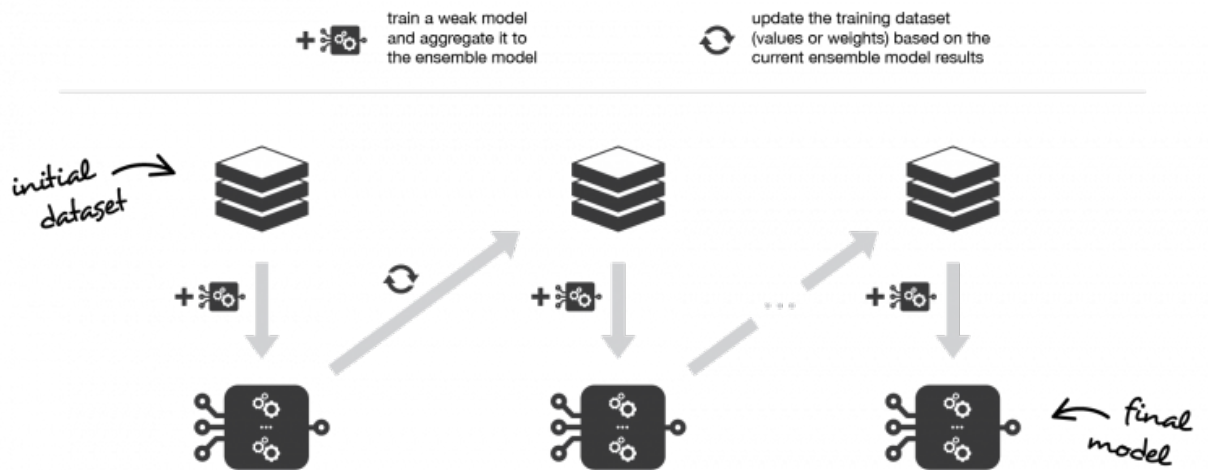 train a weak model
and aggregate it to
the ensemble model
update the training dataset
(values or weights) based on the
current ensemble model results
initial
dataset
final
model